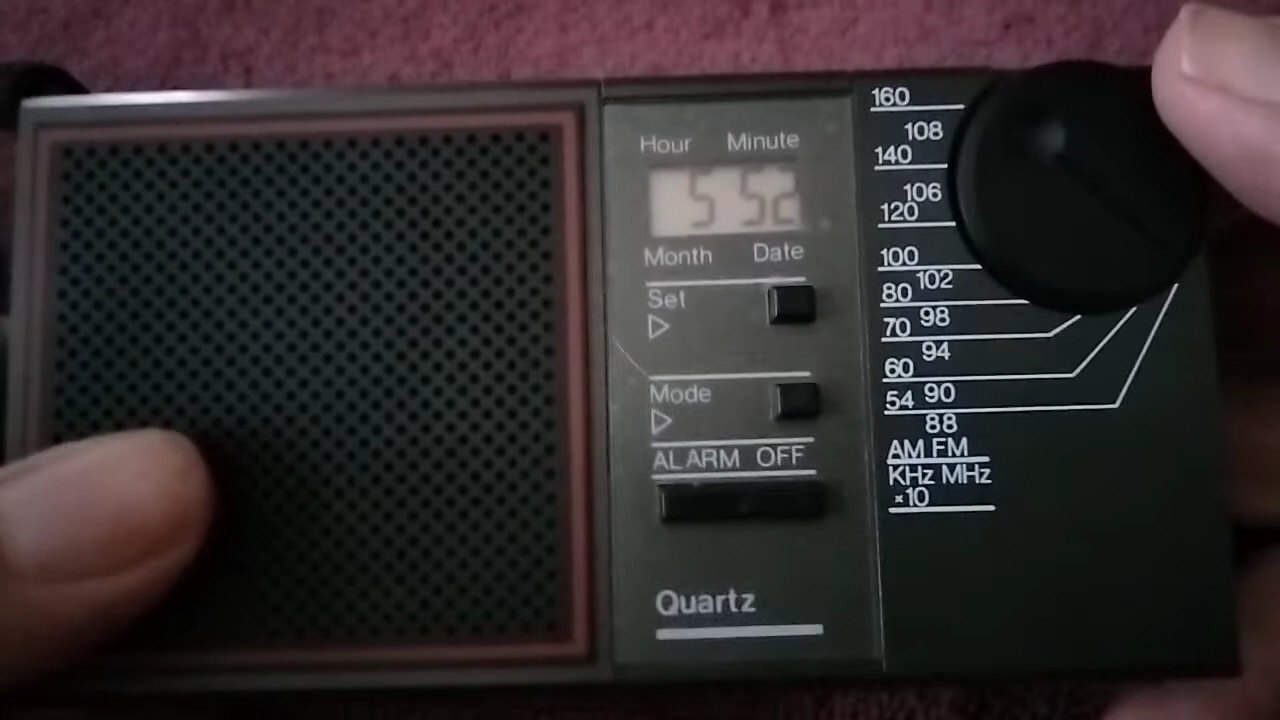 Hour Minute
5 52
Month Date
Set
Mode
ALARM OFF
Quartz
160
108
140
106
120
100
102
80
98
70
94
60
90
54
88
AM FM
KHz MHz
×10